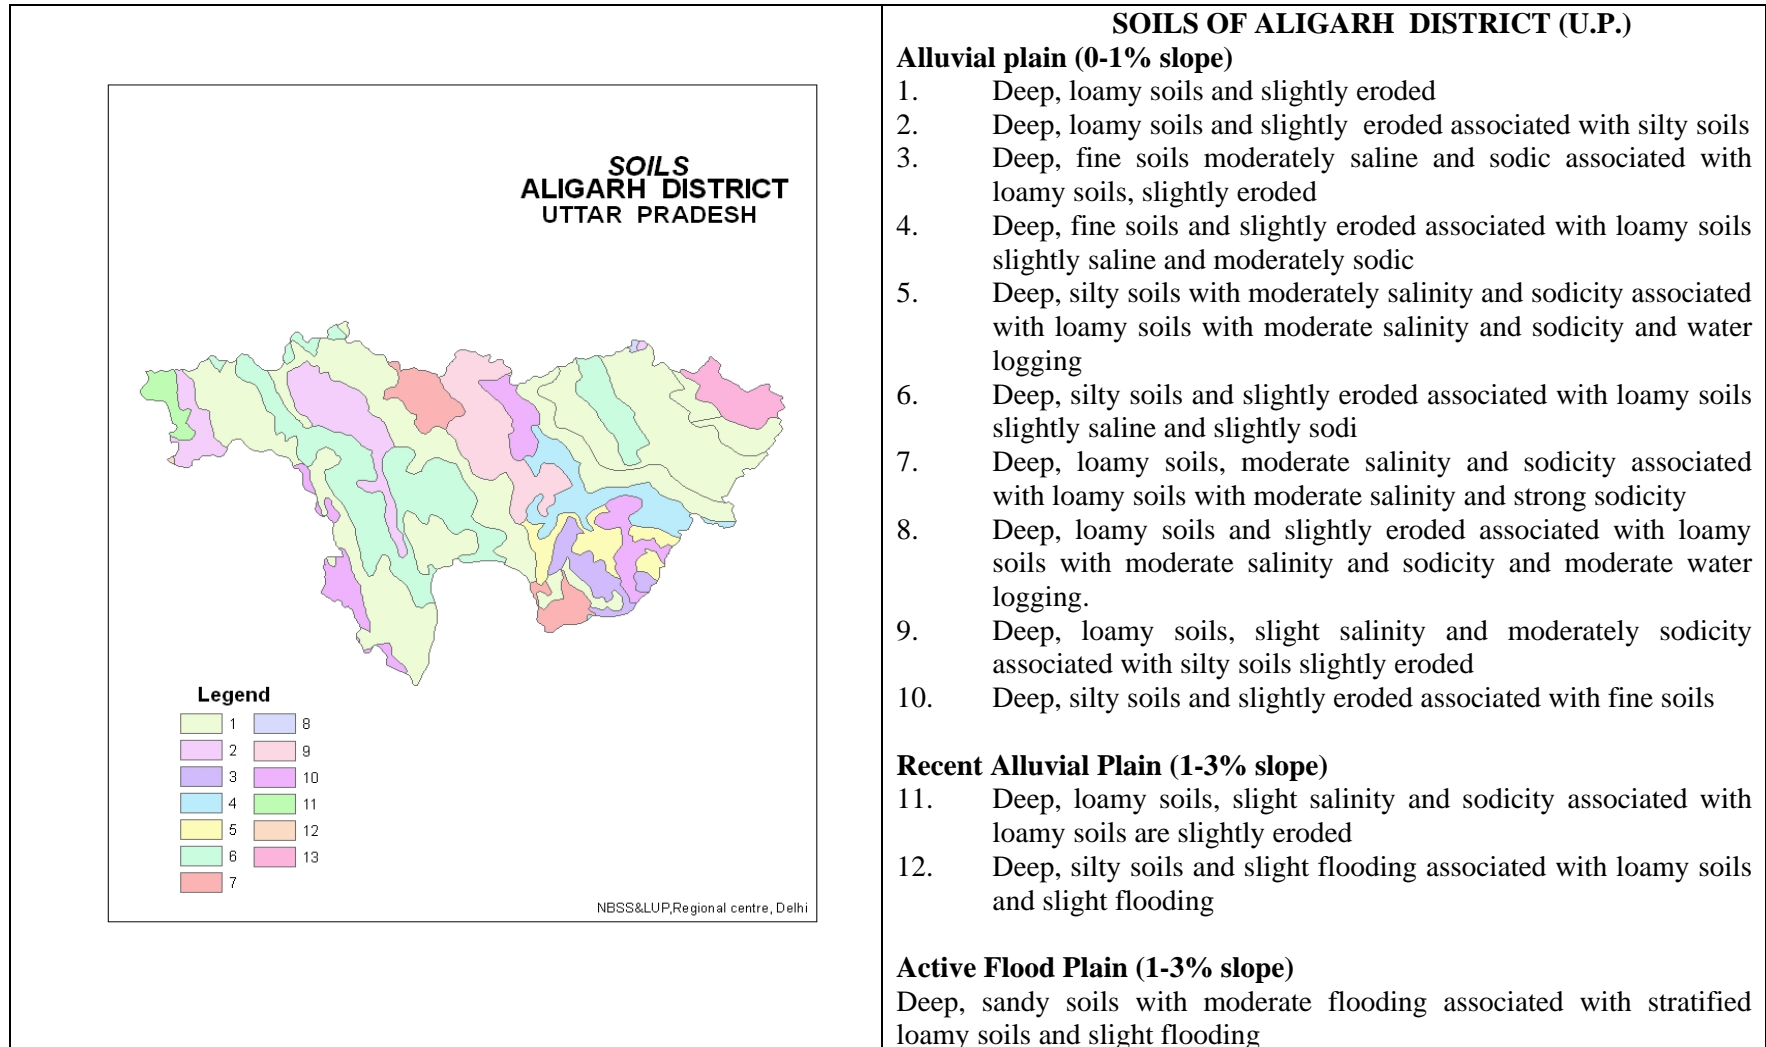 SOILS
ALIGARH DISTRICT
UTTAR PRADESH
Legend
1 8
2 9
3 10
4 11
5 12
6 13
7
NBSS&LUP,Regional centre, Delhi
SOILS OF ALIGARH DISTRICT (U.P.)
Alluvial plain (0-1% slope)
1. Deep, loamy soils and slightly eroded
2. Deep, loamy soils and slightly eroded associated with silty soils
3. Deep, fine soils moderately saline and sodic associated with
loamy soils, slightly eroded
4. Deep, fine soils and slightly eroded associated with loamy soils
slightly saline and moderately sodic
5. Deep, silty soils with moderately salinity and sodicity associated
with loamy soils with moderate salinity and sodicity and water
logging
6. Deep, silty soils and slightly eroded associated with loamy soils
slightly saline and slightly sodi
7. Deep, loamy soils, moderate salinity and sodicity associated
with loamy soils with moderate salinity and strong sodicity
8. Deep, loamy soils and slightly eroded associated with loamy
soils with moderate salinity and sodicity and moderate water
logging.
9. Deep, loamy soils, slight salinity and moderately sodicity
associated with silty soils slightly eroded
10. Deep, silty soils and slightly eroded associated with fine soils
Recent Alluvial Plain (1-3% slope)
11. Deep, loamy soils, slight salinity and sodicity associated with
loamy soils are slightly eroded
12. Deep, silty soils and slight flooding associated with loamy soils
and slight flooding
Active Flood Plain (1-3% slope)
Deep, sandy soils with moderate flooding associated with stratified
loamy soils and slight flooding